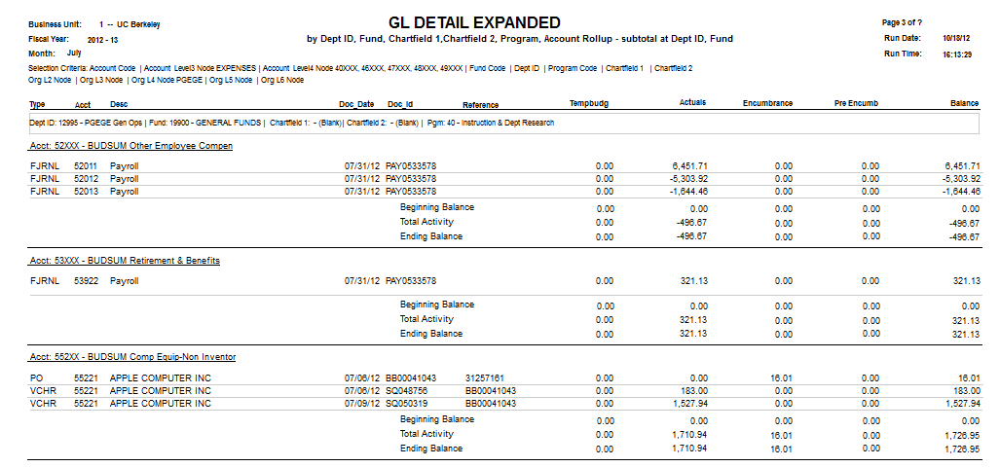 GL DETAIL EXPANDED
by Dept ID, Fund, Chartfield 1,Chartfield 2, Program, Account Rollup - subtotal at Dept ID, Fund
Business Unit: 1 -- UC Berkeley
Fiscal Year: 2012 - 13
Month: July
Page 3 of ?
Run Date: 10/18/12
Run Time: 16:13:29
Selection Criteria: Account Code | Account Level3 Node EXPENSES | Account Level4 Node 40XXX, 46XXX, 47XXX, 48XXX, 49XXX | Fund Code | Dept ID | Program Code | Chartfield 1 | Chartfield 2
Org L2 Node | Org L3 Node | Org L4 Node PGEGE | Org L5 Node | Org L6 Node
Type Acct Desc Doc_Date Doc_Id Reference Tempbudg Actuals Encumbrance Pre Encumb Balance
Dept ID: 12995 - PGEGE Gen Ops | Fund: 19900 - GENERAL FUNDS | Chartfield 1: - (Blank)| Chartfield 2: - (Blank) | Pgm: 40 - Instruction & Dept Research
Acct: 52XXX - BUDSUM Other Employee Compen
FJRNL 52011 Payroll 07/31/12 PAY0533578 0.00 6,451.71 0.00 0.00 6,451.71
FJRNL 52012 Payroll 07/31/12 PAY0533578 0.00 -5,303.92 0.00 0.00 -5,303.92
FJRNL 52013 Payroll 07/31/12 PAY0533578 0.00 -1,644.46 0.00 0.00 -1,644.46
Beginning Balance 0.00 0.00 0.00 0.00 0.00
Total Activity 0.00 -496.67 0.00 0.00 -496.67
Ending Balance 0.00 -496.67 0.00 0.00 -496.67
Acct: 53XXX - BUDSUM Retirement & Benefits
FJRNL 53922 Payroll 07/31/12 PAY0533578 0.00 321.13 0.00 0.00 321.13
Beginning Balance 0.00 0.00 0.00 0.00 0.00
Total Activity 0.00 321.13 0.00 0.00 321.13
Ending Balance 0.00 321.13 0.00 0.00 321.13
Acct: 552XX - BUDSUM Comp Equip-Non Inventor
PO 55221 APPLE COMPUTER INC 07/06/12 BB00041043 31257161 0.00 0.00 16.01 0.00 16.01
VCHR 55221 APPLE COMPUTER INC 07/06/12 SQ048756 BB00041043 0.00 183.00 0.00 0.00 183.00
VCHR 55221 APPLE COMPUTER INC 07/09/12 SQ050319 BB00041043 0.00 1,527.94 0.00 0.00 1,527.94
Beginning Balance 0.00 0.00 0.00 0.00 0.00
Total Activity 0.00 1,710.94 16.01 0.00 1,726.95
Ending Balance 0.00 1,710.94 16.01 0.00 1,726.95